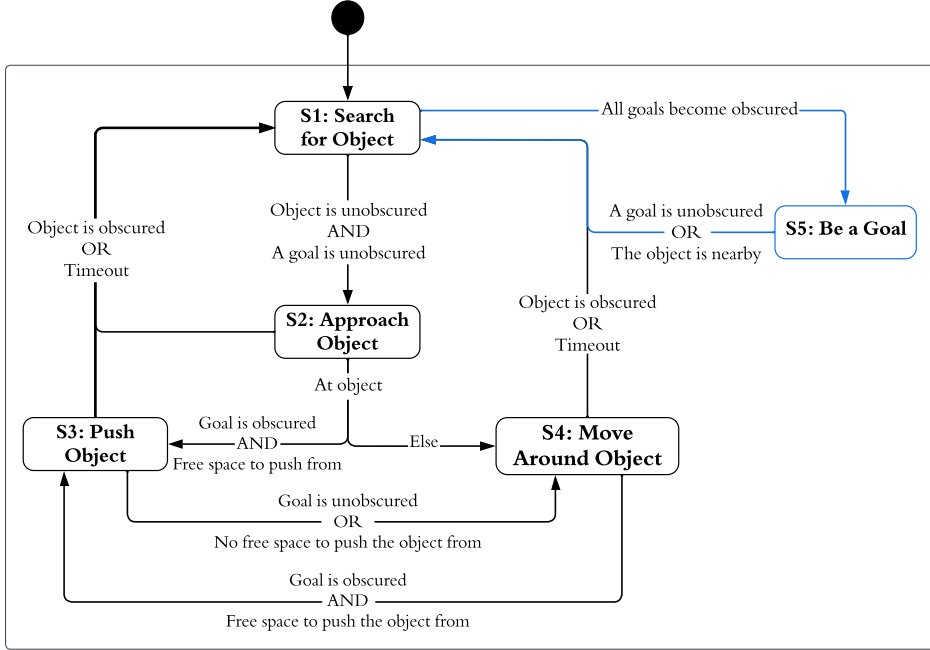 S1: Search
for Object
All goals become obscured
Object is unobscured
AND
A goal is unobscured
Object is obscured
OR
Timeout
A goal is unobscured
OR
The object is nearby
S5: Be a Goal
S2: Approach
Object
Object is obscured
OR
Timeout
At object
S3: Push
Object
Goal is obscured
AND
Free space to push from
Else
S4: Move
Around Object
Goal is unobscured
OR
No free space to push the object from
Goal is obscured
AND
Free space to push the object from